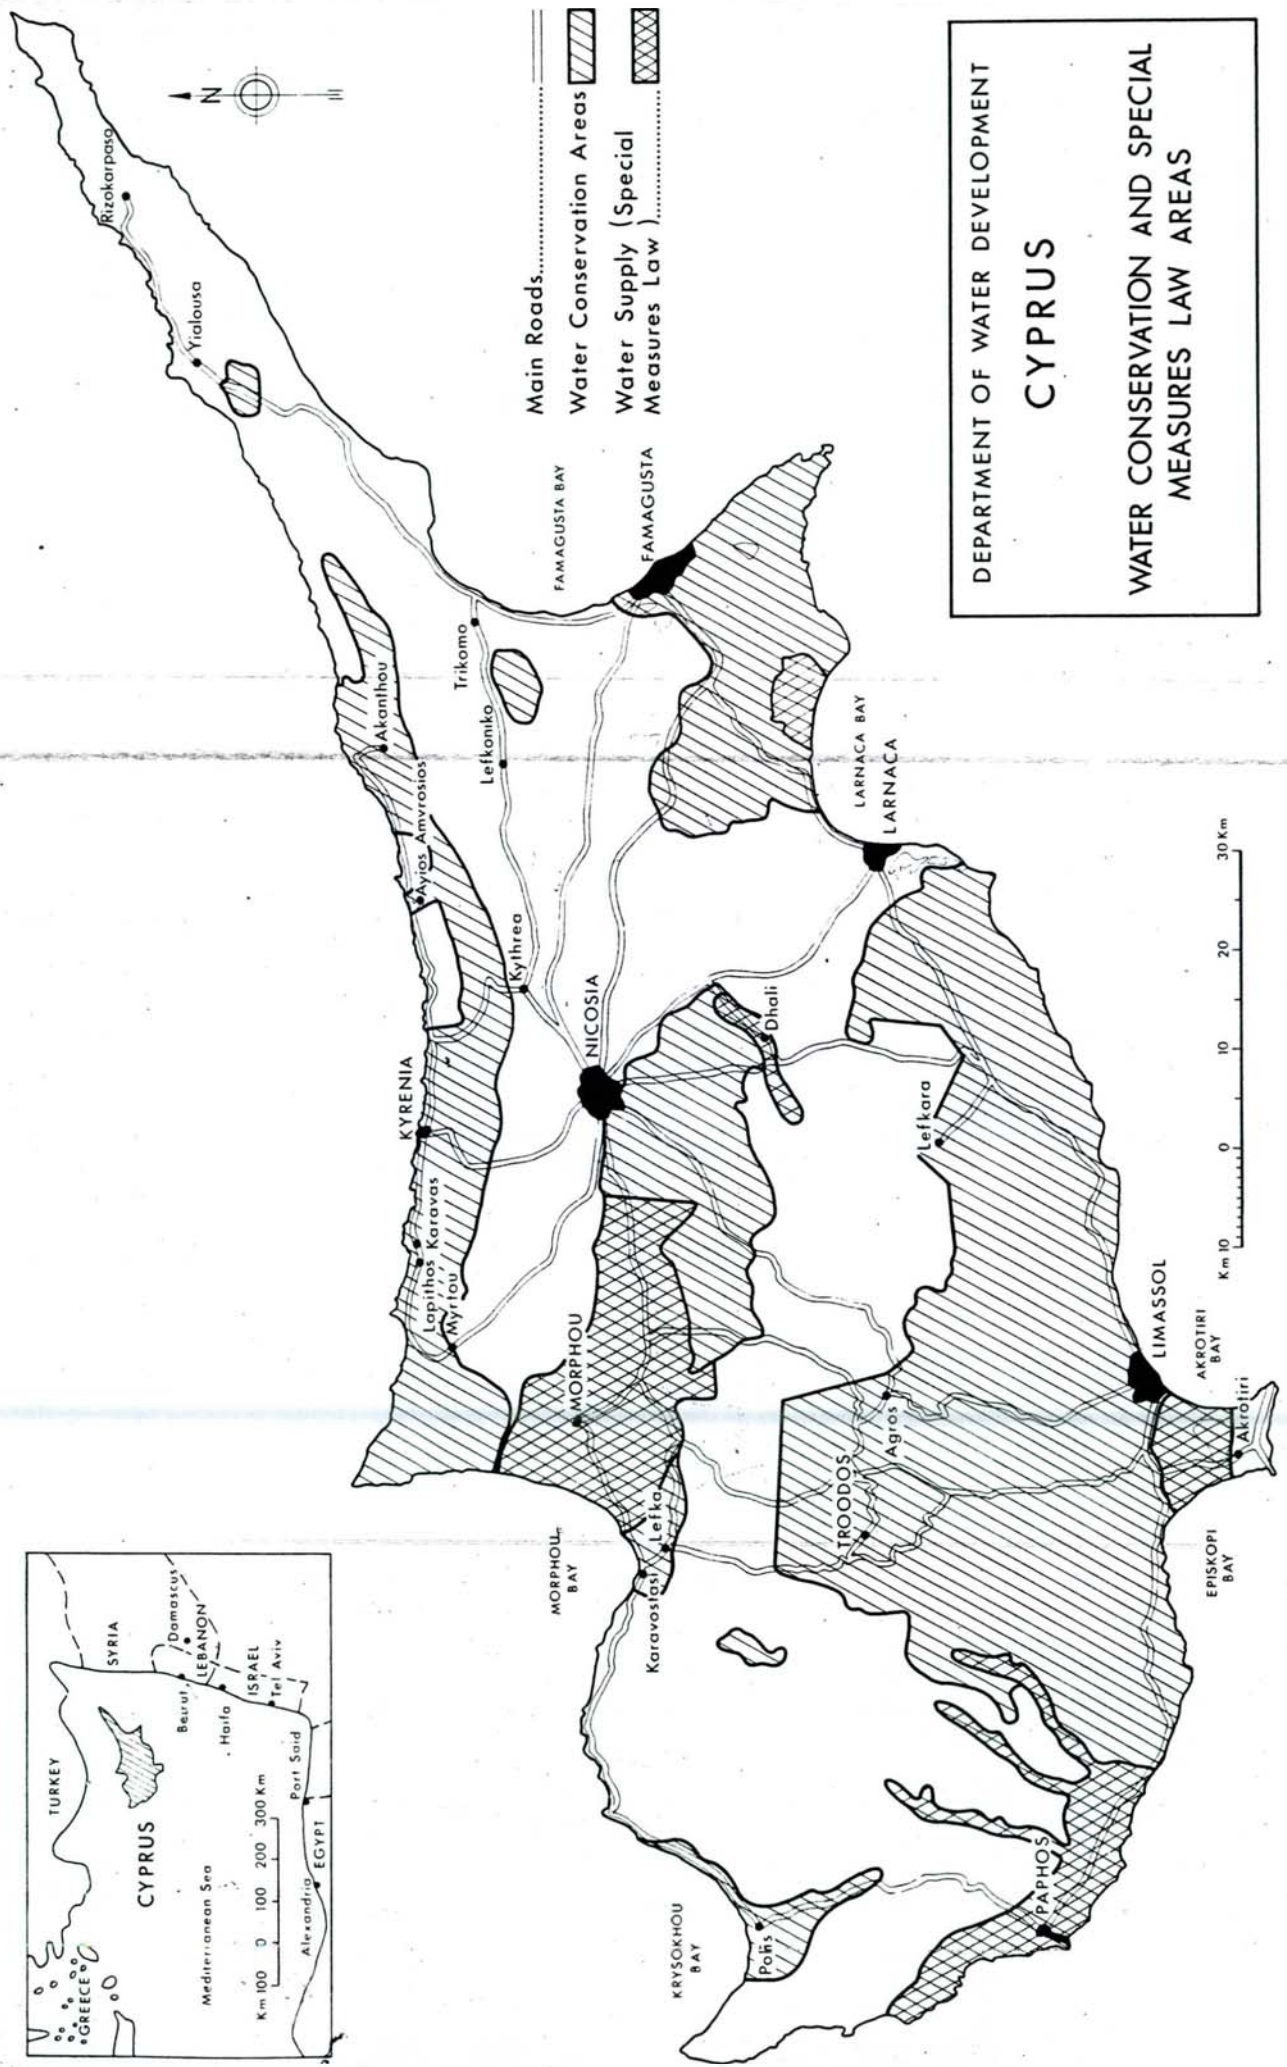 TURKEY
GREECE
SYRIA
CYPRUS
Damascus
LEBANON
Beirut
Haifa
ISRAEL
Tel Aviv
Mediterranean Sea
Port Said
Km 100 0 100 200 300 Km
Alexandria
EGYPT
N
Rizokarpaso
Yialousa
Akanthou
Ayios Amvrosios
KYRENIA
Karavas
Lapithos
Myrtou
Trikomo
Lefkoniko
Kythrea
FAMAGUSTA BAY
FAMAGUSTA
NICOSIA
MORPHOU
MORPHOU
BAY
Lefka
Karavostasi
Dhali
LARNACA BAY
LARNACA
Lefkara
KRYSOKHOU
BAY
Polis
TROODOS
Agros
PAPHOS
LIMASSOL
AKROTIRI
BAY
Akrotiri
EPISKOPI
BAY
Km 10 0 10 20 30 Km
Main Roads
Water Conservation Areas
Water Supply (Special
Measures Law )
DEPARTMENT OF WATER DEVELOPMENT
CYPRUS
WATER CONSERVATION AND SPECIAL
MEASURES LAW AREAS